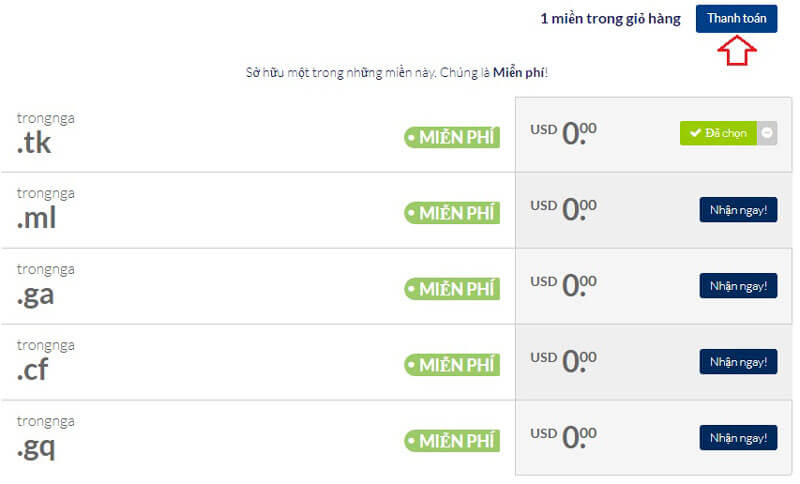 1 miền trong giỏ hàng Thanh toán
Sở hữu một trong những miền này. Chúng là Miễn phí!
trongnga
.tk MIỄN PHÍ USD 0.00 Đã chọn
trongnga
.ml MIỄN PHÍ USD 0.00 Nhận ngay!
trongnga
.ga MIỄN PHÍ USD 0.00 Nhận ngay!
trongnga
.cf MIỄN PHÍ USD 0.00 Nhận ngay!
trongnga
.gq MIỄN PHÍ USD 0.00 Nhận ngay!